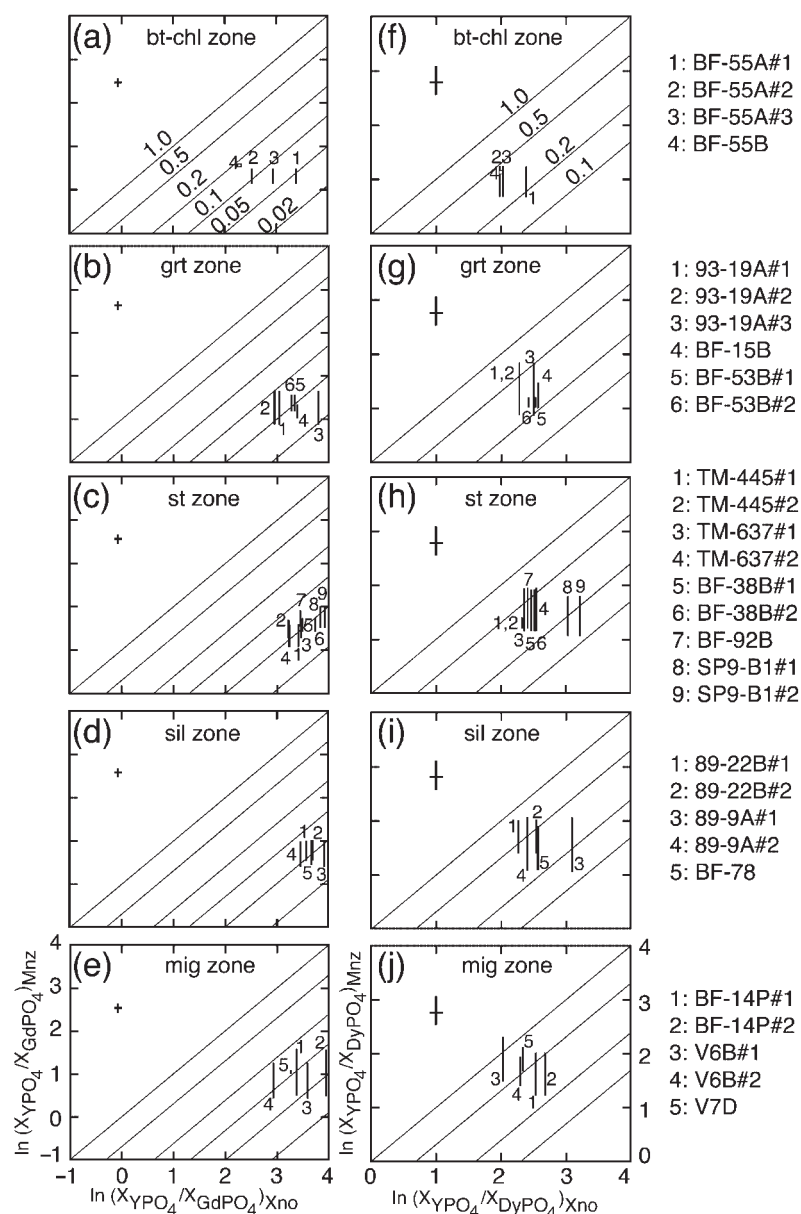 (a) bt-chl zone
1.0
0.5
0.2
0.1
0.05
0.02
4 2 3 1
(f) bt-chl zone
1.0
0.5
0.2
0.1
2 3
4
1
1: BF-55A#1
2: BF-55A#2
3: BF-55A#3
4: BF-55B
(b) grt zone
6 5
2
1 4 3
(g) grt zone
3
1,2 4
6 5
1: 93-19A#1
2: 93-19A#2
3: 93-19A#3
4: BF-15B
5: BF-53B#1
6: BF-53B#2
(c) st zone
9
7 8
2 5 6
4 1 3
(h) st zone
7 8 9
1,2 4
3
5 6
1: TM-445#1
2: TM-445#2
3: TM-637#1
4: TM-637#2
5: BF-38B#1
6: BF-38B#2
7: BF-92B
8: SP9-B1#1
9: SP9-B1#2
(d) sil zone
1 2
4
5 3
(i) sil zone
2
1
5
4 3
1: 89-22B#1
2: 89-22B#2
3: 89-9A#1
4: 89-9A#2
5: BF-78
(e) mig zone
1 2
5
4 3
4
3
2
1
0
-1
ln (XYPO4/XGdPO4)Mnz
-1 0 1 2 3 4
ln (XYPO4/XGdPO4)Xno
(j) mig zone
5
3 2
4
1
ln (XYPO4/XDyPO4)Mnz
4
3
2
1
0
0 1 2 3 4
ln (XYPO4/XDyPO4)Xno
1: BF-14P#1
2: BF-14P#2
3: V6B#1
4: V6B#2
5: V7D